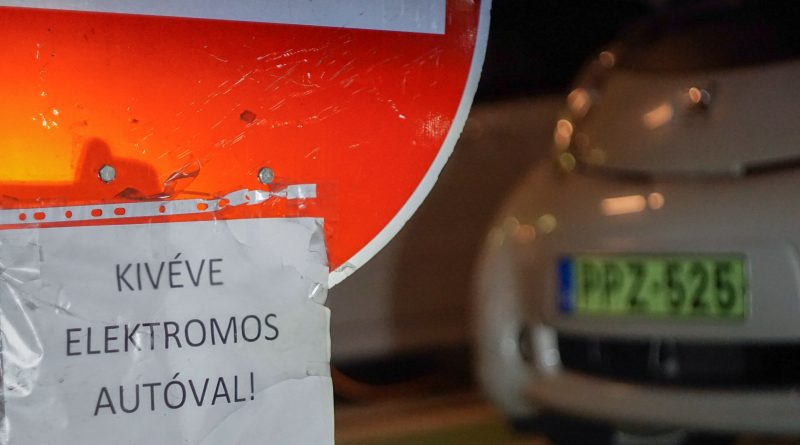 KIVÉVE
ELEKTROMOS
AUTÓVAL!
PPZ-525